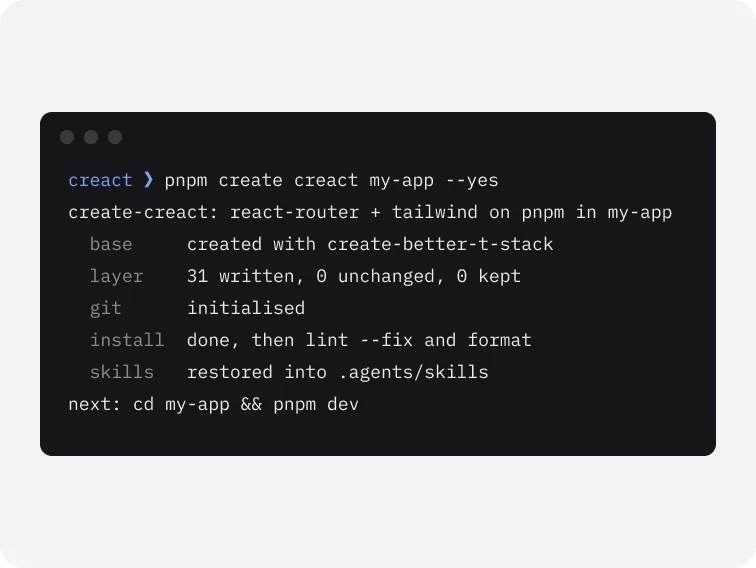 creact ❯ pnpm create creact my-app --yes
create-creact: react-router + tailwind on pnpm in my-app
base created with create-better-t-stack
layer 31 written, 0 unchanged, 0 kept
git initialised
install done, then lint --fix and format
skills restored into .agents/skills
next: cd my-app && pnpm dev